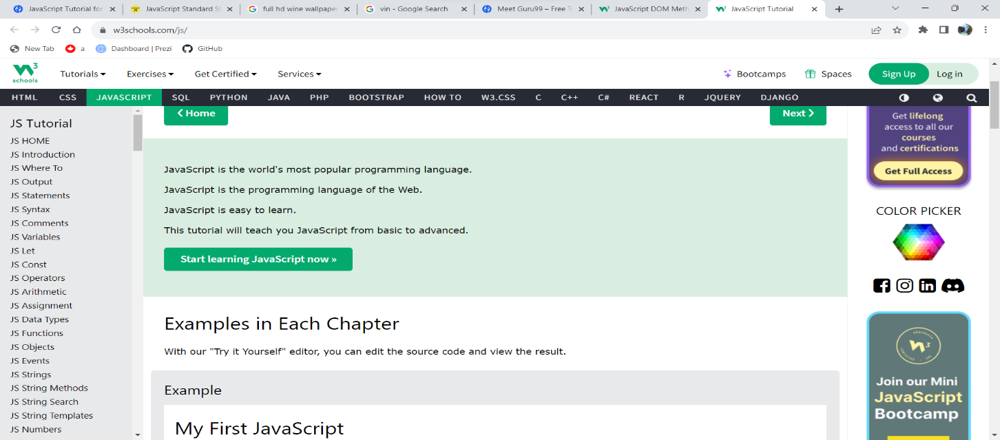 JavaScript Tutorial for
JavaScript Standard St
full hd wine wallpaper
vin - Google Search
Meet Guru99 – Free Tr
JavaScript DOM Meth
JavaScript Tutorial
w3schools.com/js/
New Tab
a
Dashboard | Prezi
GitHub
W3
schools
Tutorials
Exercises
Get Certified
Services
Bootcamps
Spaces
Sign Up
Log in
HTML
CSS
JAVASCRIPT
SQL
PYTHON
JAVA
PHP
BOOTSTRAP
HOW TO
W3.CSS
C
C++
C#
REACT
R
JQUERY
DJANGO
JS Tutorial
JS HOME
JS Introduction
JS Where To
JS Output
JS Statements
JS Syntax
JS Comments
JS Variables
JS Let
JS Const
JS Operators
JS Arithmetic
JS Assignment
JS Data Types
JS Functions
JS Objects
JS Events
JS Strings
JS String Methods
JS String Search
JS String Templates
JS Numbers
❮ Home
Next ❯
JavaScript is the world's most popular programming language.
JavaScript is the programming language of the Web.
JavaScript is easy to learn.
This tutorial will teach you JavaScript from basic to advanced.
Start learning JavaScript now »
Examples in Each Chapter
With our "Try it Yourself" editor, you can edit the source code and view the result.
Example
My First JavaScript
Get lifelong
access to all our
courses
and certifications
Get Full Access
COLOR PICKER
Join our Mini
JavaScript
Bootcamp